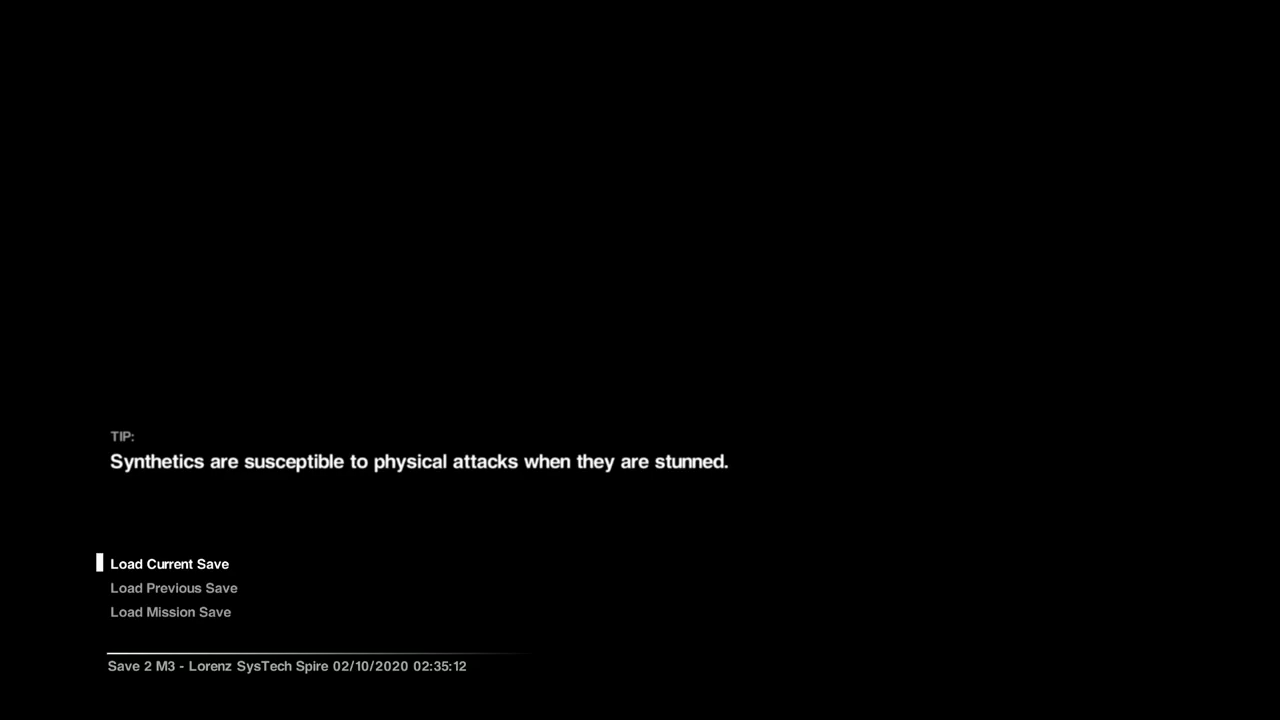 TIP:
Synthetics are susceptible to physical attacks when they are stunned.
Load Current Save
Load Previous Save
Load Mission Save
Save 2 M3 - Lorenz SysTech Spire 02/10/2020 02:35:12